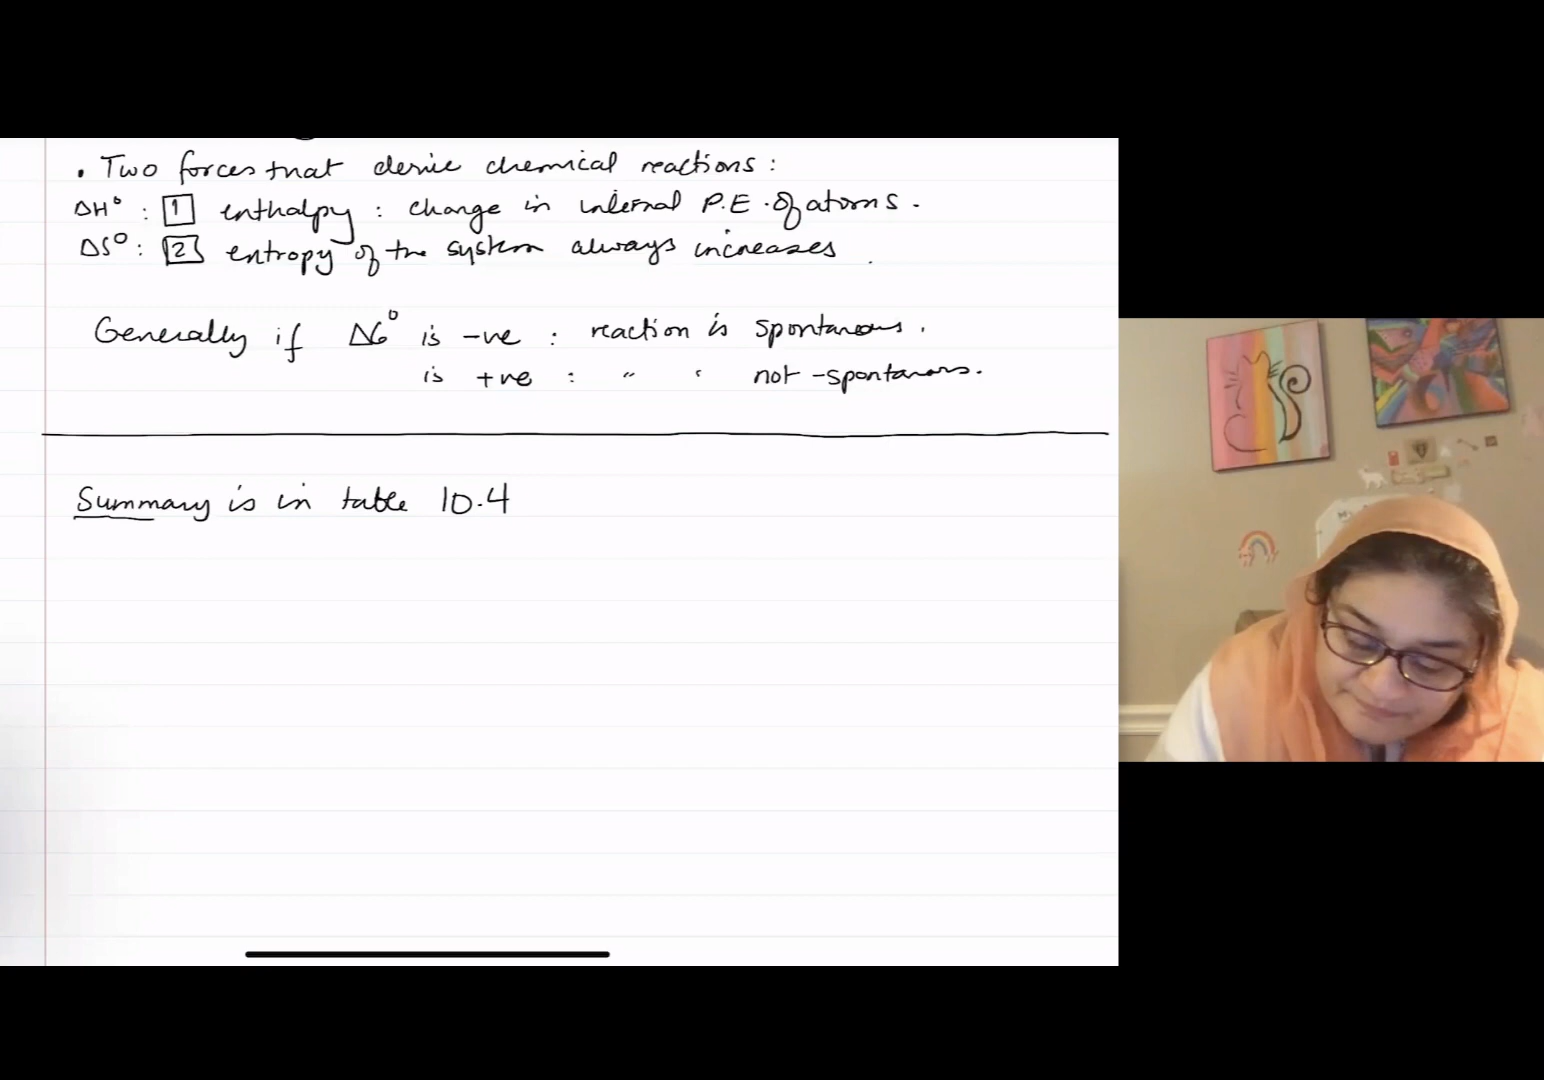 • Two forces that derive chemical reactions :
ΔH° : 1 enthalpy : change in internal P.E. of atoms.
ΔS° : 2 entropy of the system always increases .
Generally if ΔG° is -ve : reaction is spontaneous.
is +ve : " " not -spontaneous.
Summary is in table 10.4